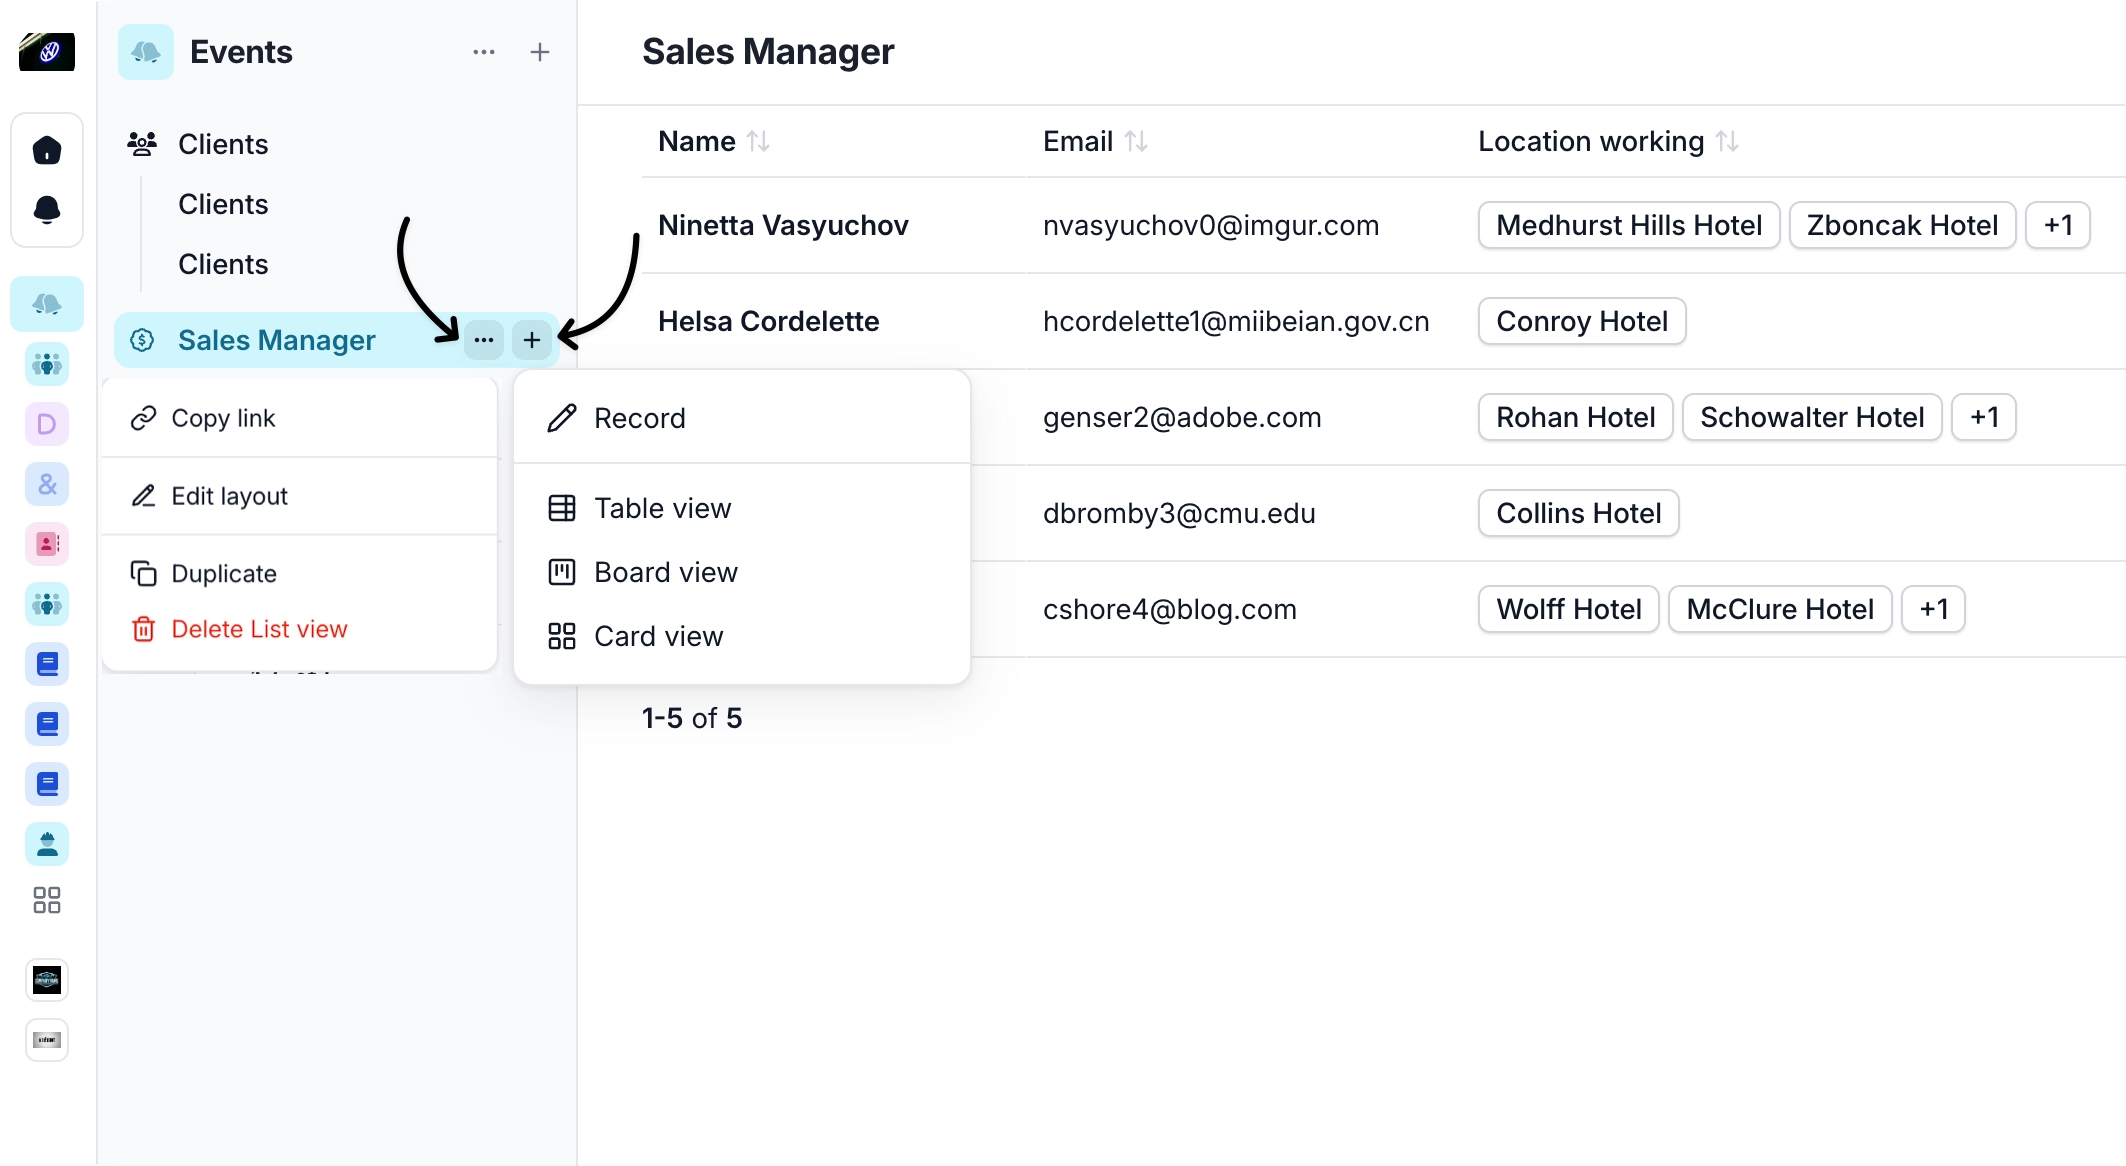 Events
Clients
Clients
Clients
Sales Manager
Copy link
Edit layout
Duplicate
Delete List view
Record
Table view
Board view
Card view
D
&
Sales Manager
Name Email Location working
Ninetta Vasyuchov nvasyuchov0@imgur.com Medhurst Hills Hotel Zboncak Hotel +1
Helsa Cordelette hcordelette1@miibeian.gov.cn Conroy Hotel
genser2@adobe.com Rohan Hotel Schowalter Hotel +1
dbromby3@cmu.edu Collins Hotel
cshore4@blog.com Wolff Hotel McClure Hotel +1
1-5 of 5